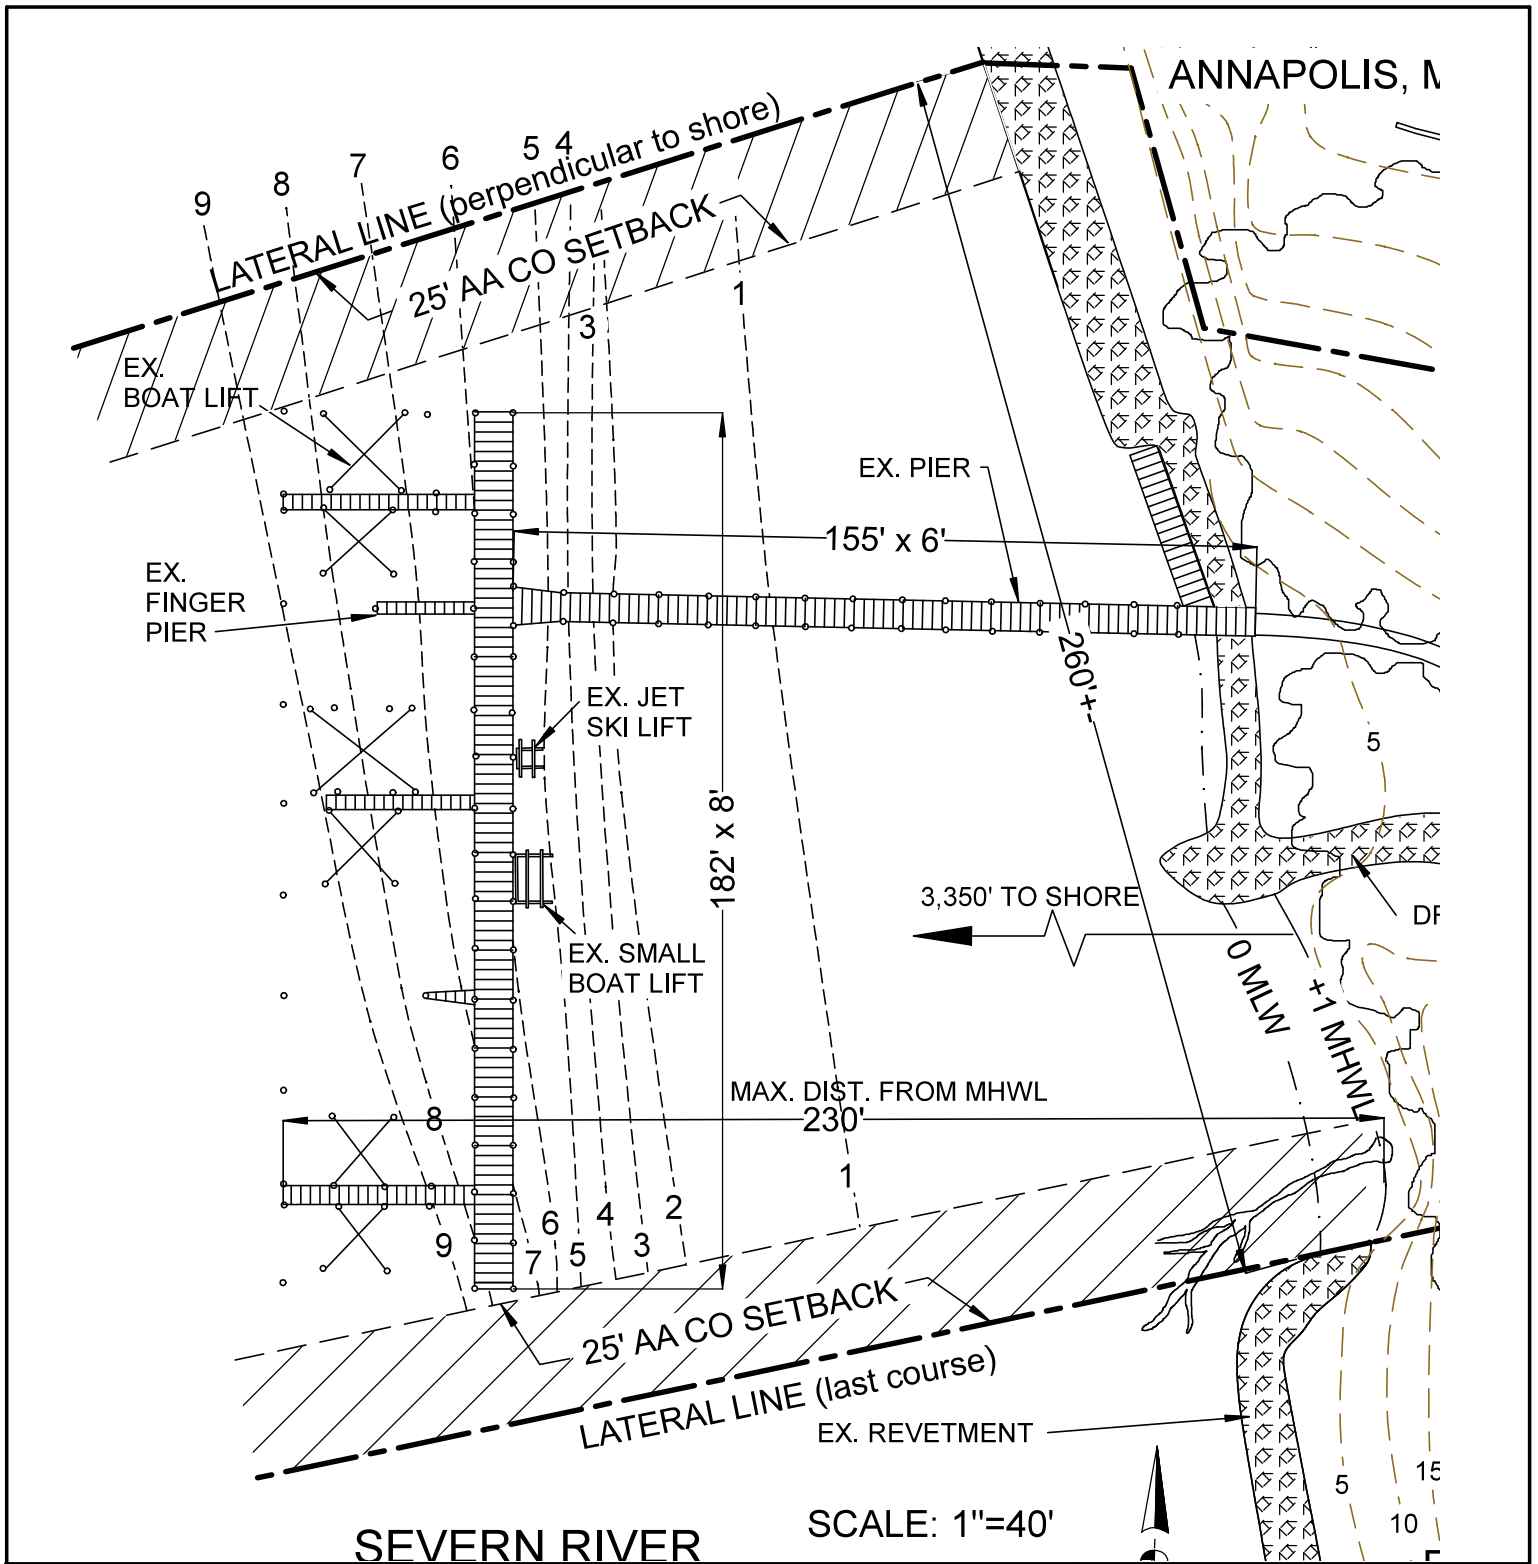 ANNAPOLIS, M
LATERAL LINE (perpendicular to shore)
25' AA CO SETBACK
9
8
7
6
5
4
3
1
EX.
BOAT LIFT
EX. PIER
155' x 6'
EX.
FINGER
PIER
260'+-
EX. JET
SKI LIFT
5
182' x 8'
3,350' TO SHORE
EX. SMALL
BOAT LIFT
0 MLW
+1 MHWL
MAX. DIST. FROM MHWL
230'
8
9
7
6
5
4
3
2
1
25' AA CO SETBACK
LATERAL LINE (last course)
EX. REVETMENT
5
10
15
SCALE: 1"=40'
SEVERN RIVER